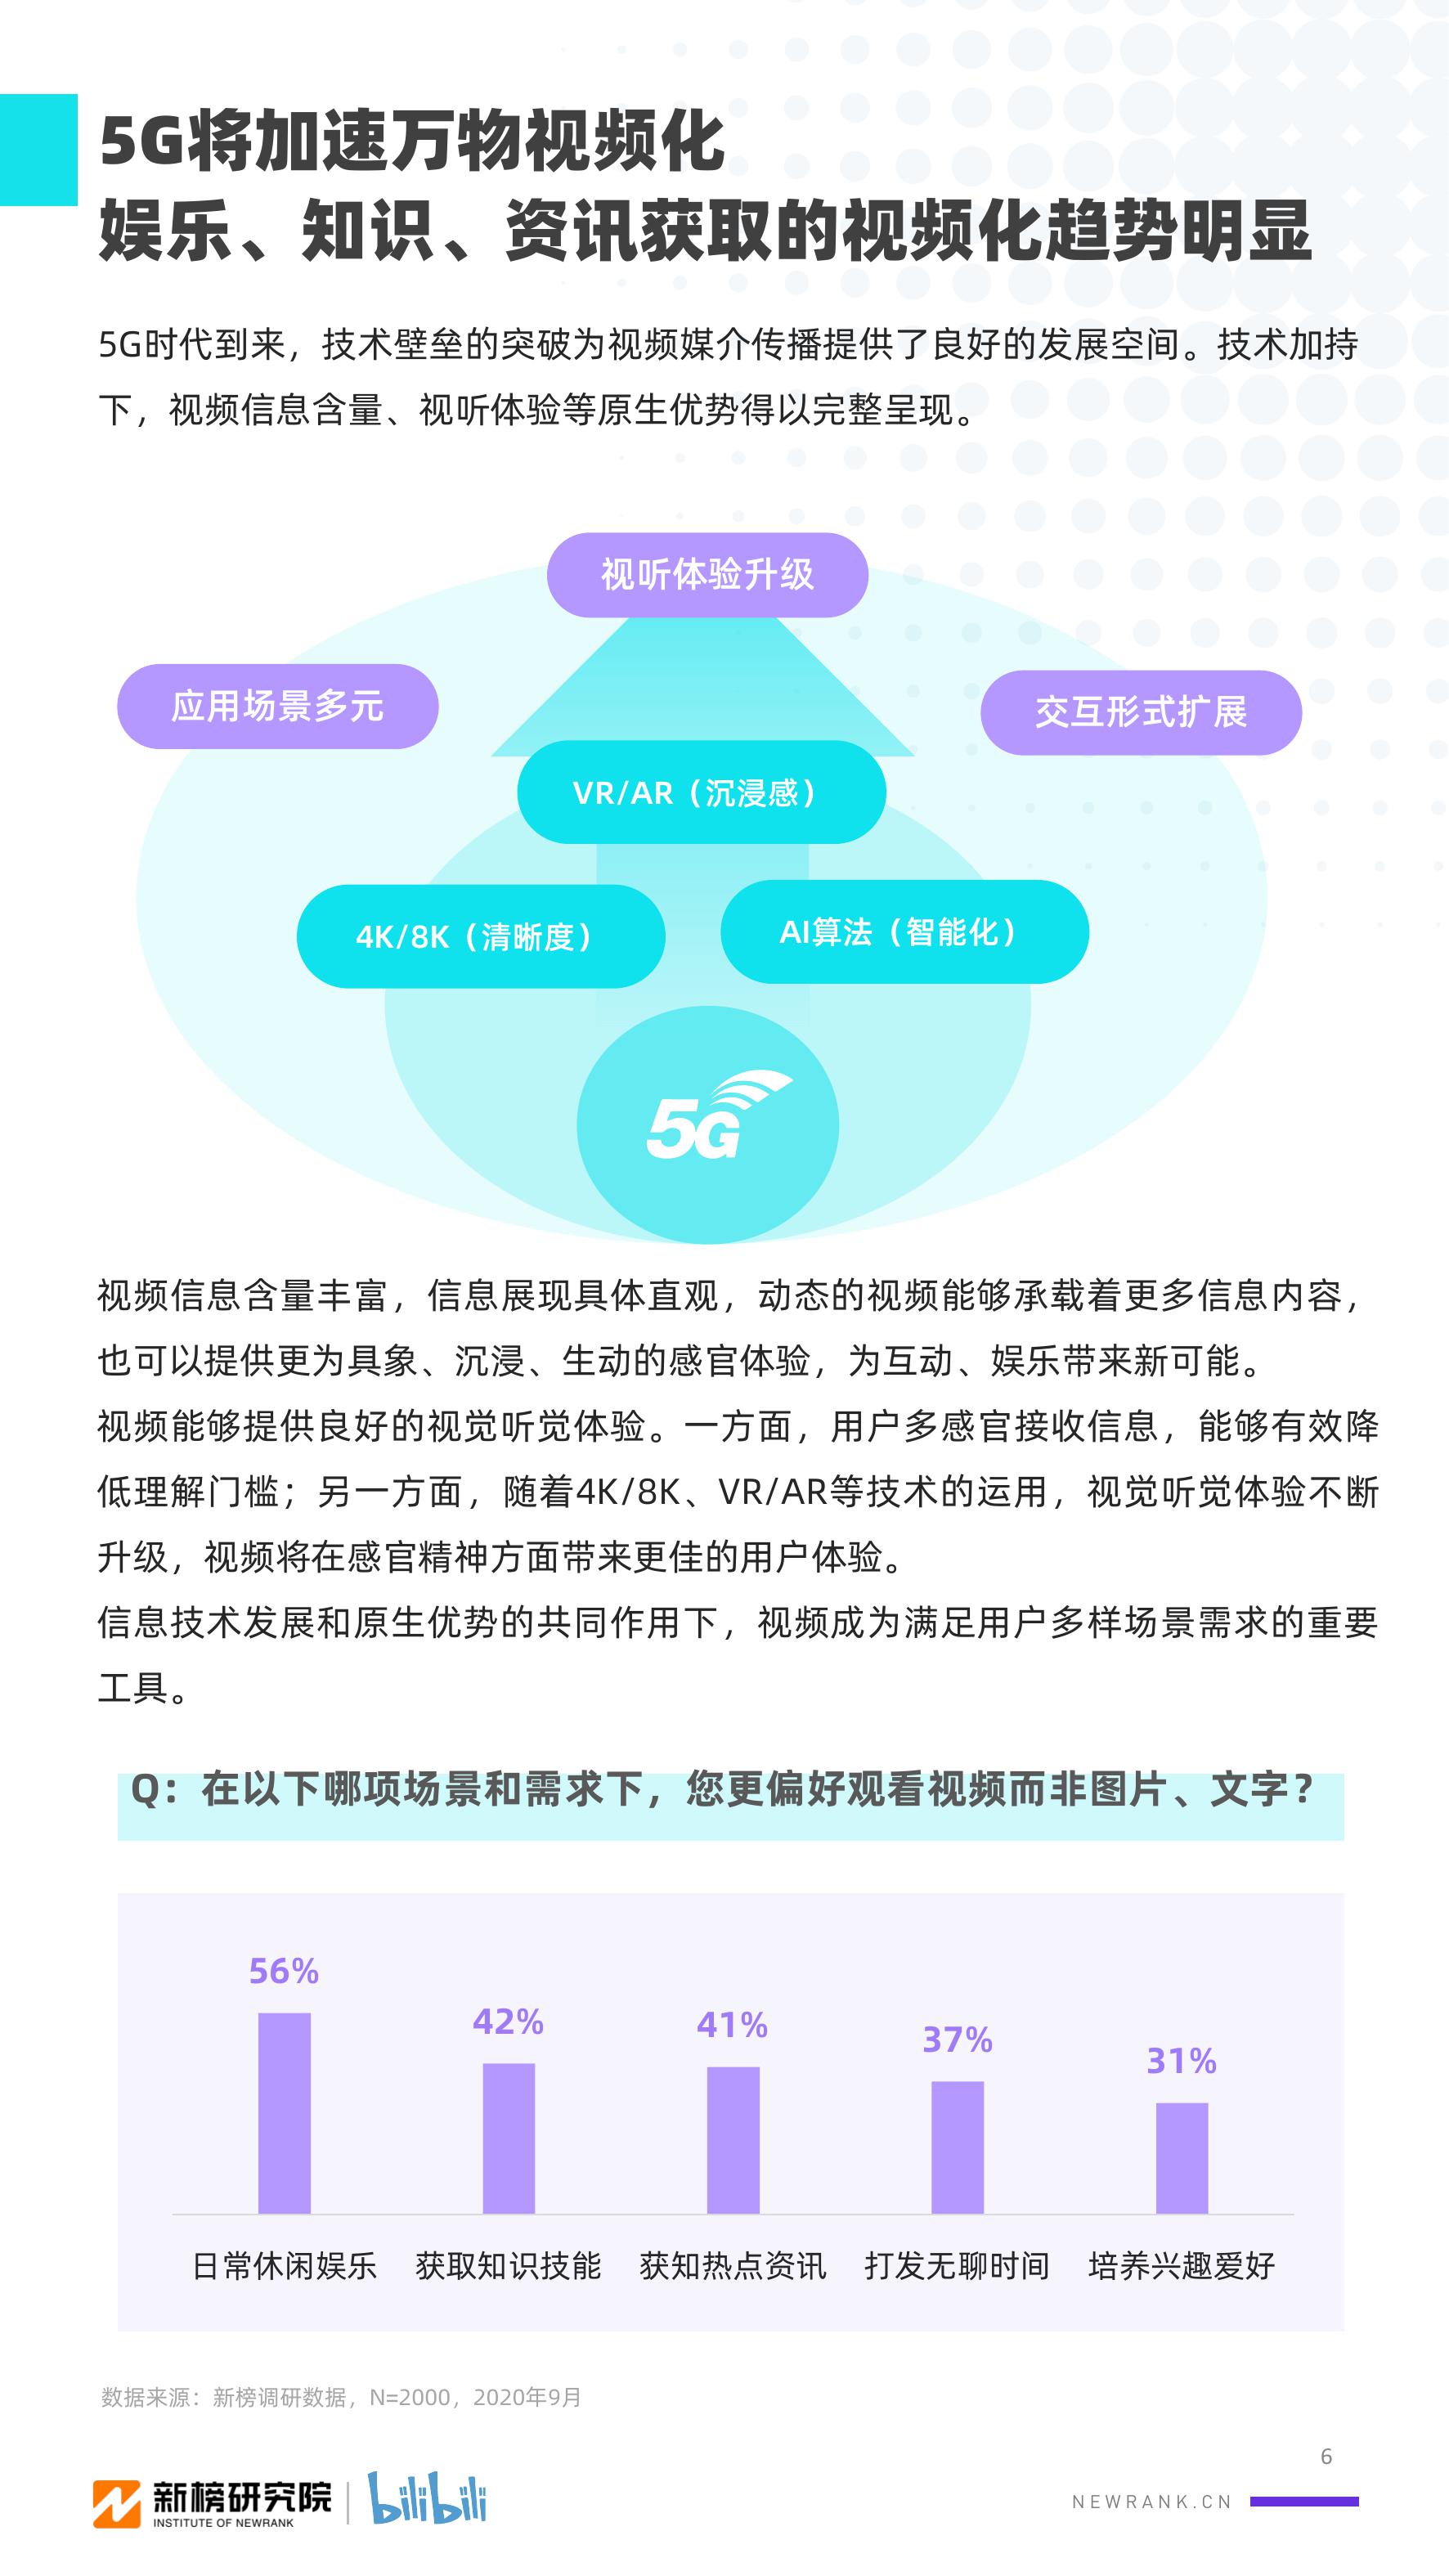 5G将加速万物视频化
娱乐、知识、资讯获取的视频化趋势明显
5G时代到来，技术壁垒的突破为视频媒介传播提供了良好的发展空间。技术加持
下，视频信息含量、视听体验等原生优势得以完整呈现。
视听体验升级
应用场景多元
交互形式扩展
VR/AR（沉浸感）
4K/8K（清晰度）
AI算法（智能化）
5G
视频信息含量丰富，信息展现具体直观，动态的视频能够承载着更多信息内容，
也可以提供更为具象、沉浸、生动的感官体验，为互动、娱乐带来新可能。
视频能够提供良好的视觉听觉体验。一方面，用户多感官接收信息，能够有效降
低理解门槛；另一方面，随着4K/8K、VR/AR等技术的运用，视觉听觉体验不断
升级，视频将在感官精神方面带来更佳的用户体验。
信息技术发展和原生优势的共同作用下，视频成为满足用户多样场景需求的重要
工具。
Q：在以下哪项场景和需求下，您更偏好观看视频而非图片、文字？
56%
42%
41%
37%
31%
日常休闲娱乐
获取知识技能
获知热点资讯
打发无聊时间
培养兴趣爱好
数据来源：新榜调研数据，N=2000，2020年9月
6
新榜研究院
INSTITUTE OF NEWRANK
bilibili
NEWRANK.CN